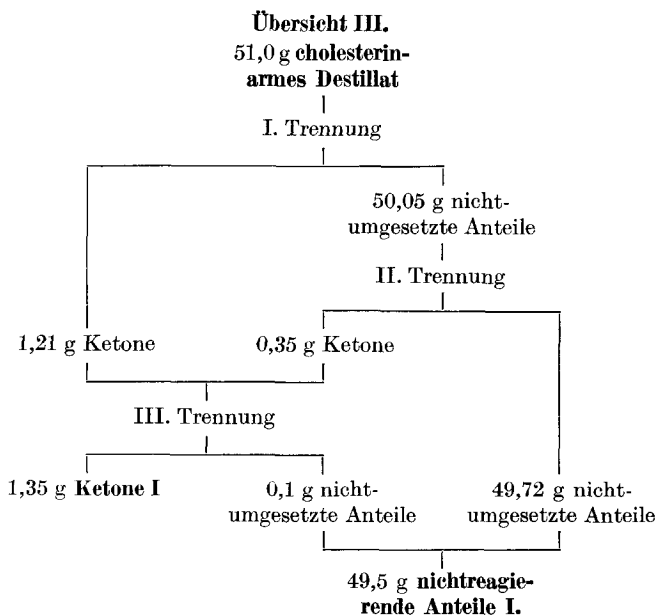 Übersicht III.
51,0 g cholesterin-
armes Destillat
I. Trennung
50,05 g nicht-
umgesetzte Anteile
II. Trennung
1,21 g Ketone 0,35 g Ketone
III. Trennung
1,35 g Ketone I 0,1 g nicht- 49,72 g nicht-
umgesetzte Anteile umgesetzte Anteile
49,5 g nichtreagie-
rende Anteile I.